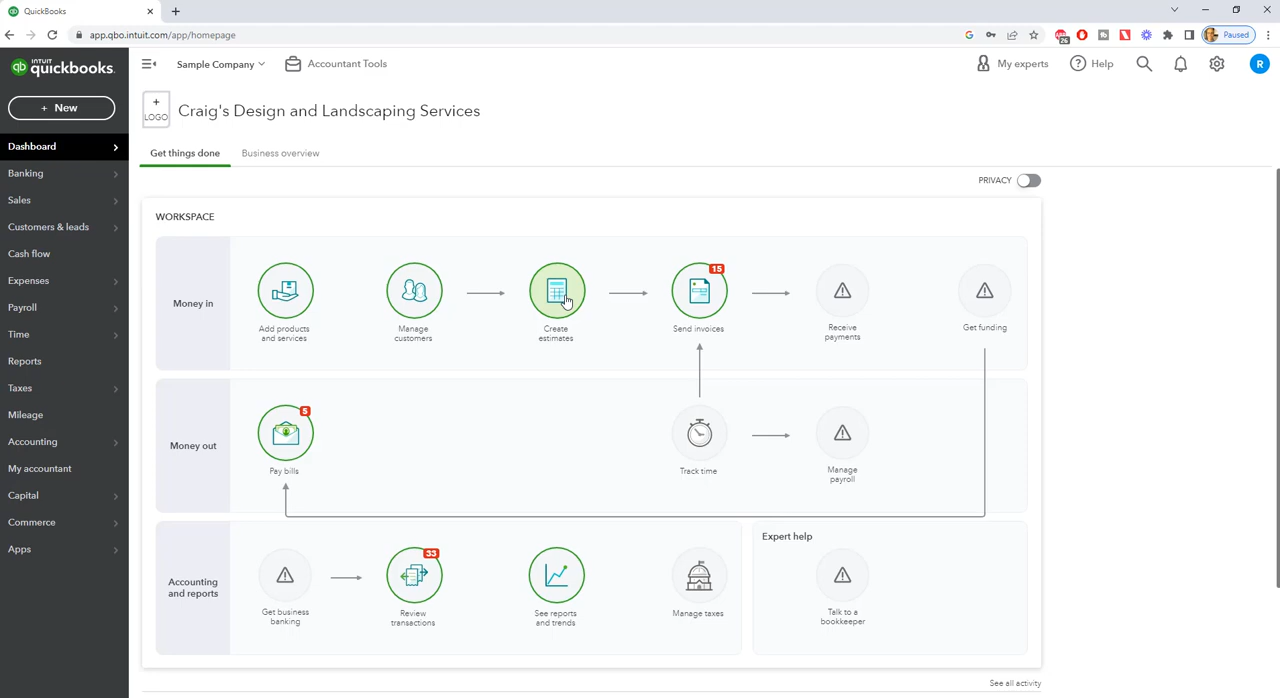 QuickBooks
app.qbo.intuit.com/app/homepage
26
Paused
INTUIT
qb quickbooks.
Sample Company
Accountant Tools
My experts
Help
R
+ New
+
LOGO
Craig's Design and Landscaping Services
Dashboard
Banking
Sales
Customers & leads
Cash flow
Expenses
Payroll
Time
Reports
Taxes
Mileage
Accounting
My accountant
Capital
Commerce
Apps
Get things done
Business overview
PRIVACY
WORKSPACE
Money in
Add products
and services
Manage
customers
Create
estimates
15
Send invoices
Receive
payments
Get funding
Money out
5
Pay bills
Track time
Manage
payroll
Accounting
and reports
Get business
banking
33
Review
transactions
See reports
and trends
Manage taxes
Expert help
Talk to a
bookkeeper
See all activity